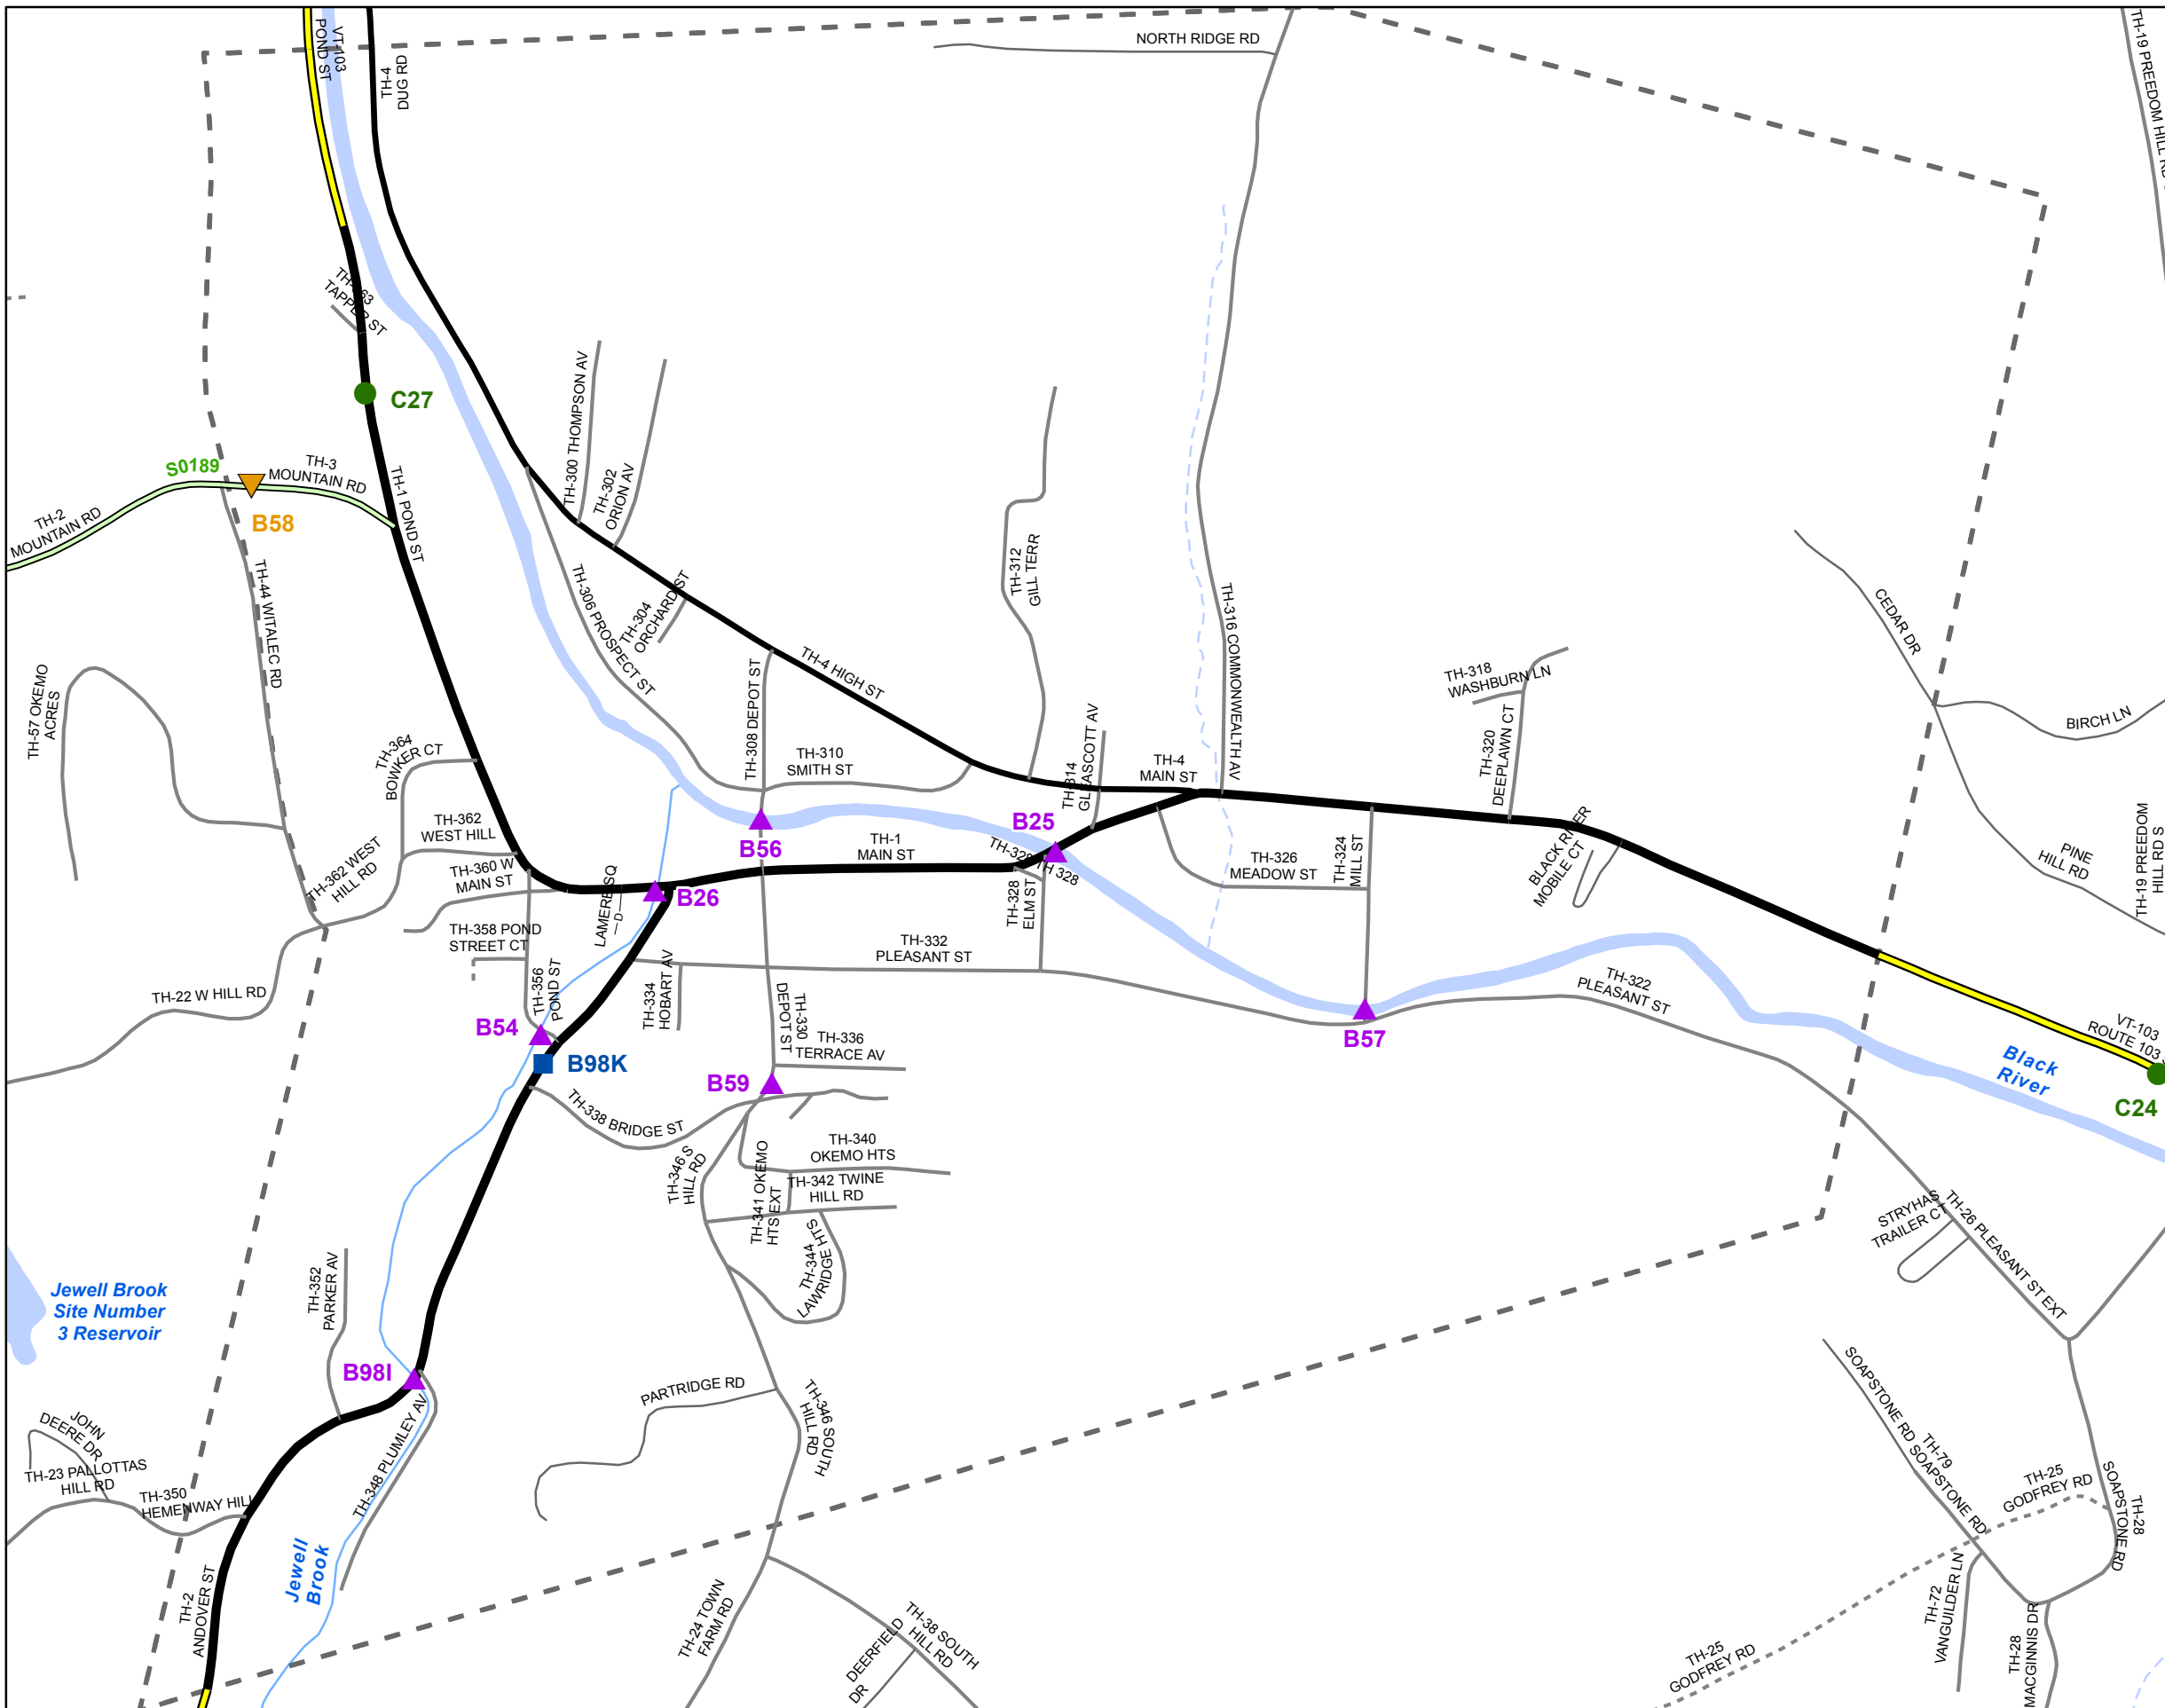 VT-103
POND ST
TH-4
DUG RD
NORTH RIDGE RD
TH-19 PREEDOM HILL RD
TAPPER ST
C27
S0189
TH-3
MOUNTAIN RD
B58
TH-2
MOUNTAIN RD
TH-1 POND ST
TH-44 WITALEC RD
TH-57 OKEMO
ACRES
TH-300 THOMPSON AV
TH-302
ORION AV
TH-304
ORCHARD ST
TH-306 PROSPECT ST
TH-308 DEPOT ST
TH-4 HIGH ST
TH-310
SMITH ST
TH-312
GILL TERR
TH-314
GLEASCOTT AV
TH-4
MAIN ST
TH-316 COMMONWEALTH AV
TH-318
WASHBURN LN
TH-320
DEEPLAWN CT
CEDAR DR
BIRCH LN
PINE
HILL RD
TH-19 PREEDOM
HILL RD S
TH-364
BOWKER CT
TH-362
WEST HILL
TH-362 WEST
HILL RD
TH-360 W
MAIN ST
B56
TH-1
MAIN ST
B25
TH-328
TH 328
TH-328
ELM ST
TH-326
MEADOW ST
TH-324
MILL ST
BLACK RIVER
MOBILE CT
LAMERE SQ
D
B26
TH-358 POND
STREET CT
TH-356
POND ST
TH-332
PLEASANT ST
TH-334
HOBART AV
TH-330
DEPOT ST
TH-22 W HILL RD
B54
B98K
TH-336
TERRACE AV
B59
B57
TH-322
PLEASANT ST
VT-103
ROUTE 103 S
Black
River
C24
TH-338 BRIDGE ST
TH-346 S
HILL RD
TH-341 OKEMO
HTS EXT
TH-340
OKEMO HTS
TH-342 TWINE
HILL RD
TH-344
LAWRIDGE HTS
STRYHAS
TRAILER CT
TH-26 PLEASANT ST EXT
Jewell Brook
Site Number
3 Reservoir
TH-352
PARKER AV
B98I
TH-348 PLUMLEY AV
PARTRIDGE RD
TH-346 SOUTH
HILL RD
JOHN
DEERE DR
TH-23 PALLOTTAS
HILL RD
TH-350
HEMENWAY HILL
Jewell
Brook
TH-2
ANDOVER ST
TH-24 TOWN
FARM RD
TH-38 SOUTH
HILL RD
DEERFIELD
DR
SOAPSTONE RD
TH-79
SOAPSTONE RD
TH-25
GODFREY RD
TH-28
SOAPSTONE RD
TH-72
VANGUILDER LN
TH-28
MACGINNIS DR
TH-25
GODFREY RD